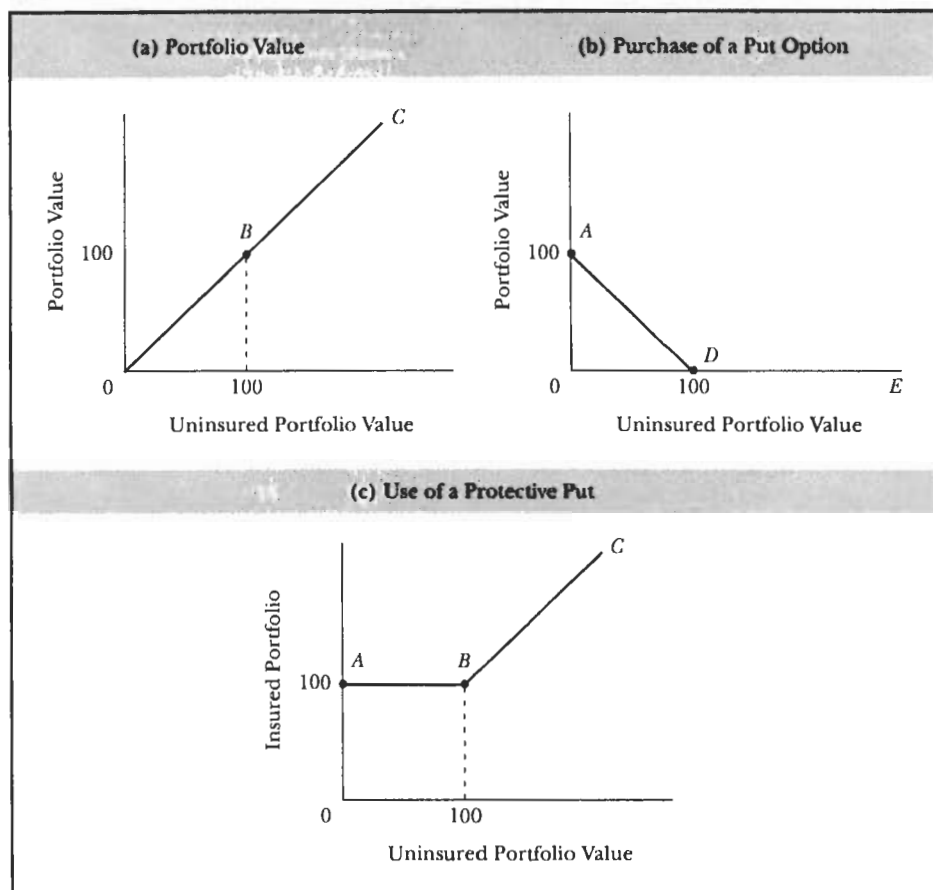 (a) Portfolio Value
(b) Purchase of a Put Option
C
B
100
Portfolio Value
0
100
Uninsured Portfolio Value
A
100
Portfolio Value
D
0
100
E
Uninsured Portfolio Value
(c) Use of a Protective Put
C
A
B
100
Insured Portfolio
0
100
Uninsured Portfolio Value